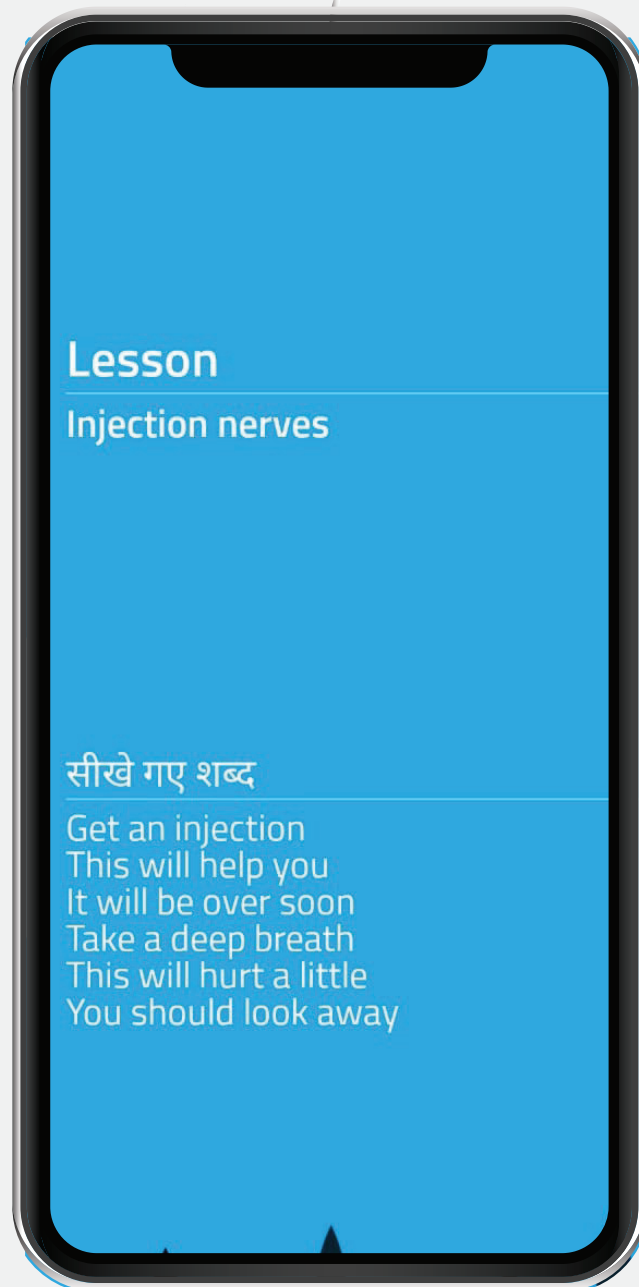 Lesson
Injection nerves
सीखे गए शब्द
Get an injection
This will help you
It will be over soon
Take a deep breath
This will hurt a little
You should look away